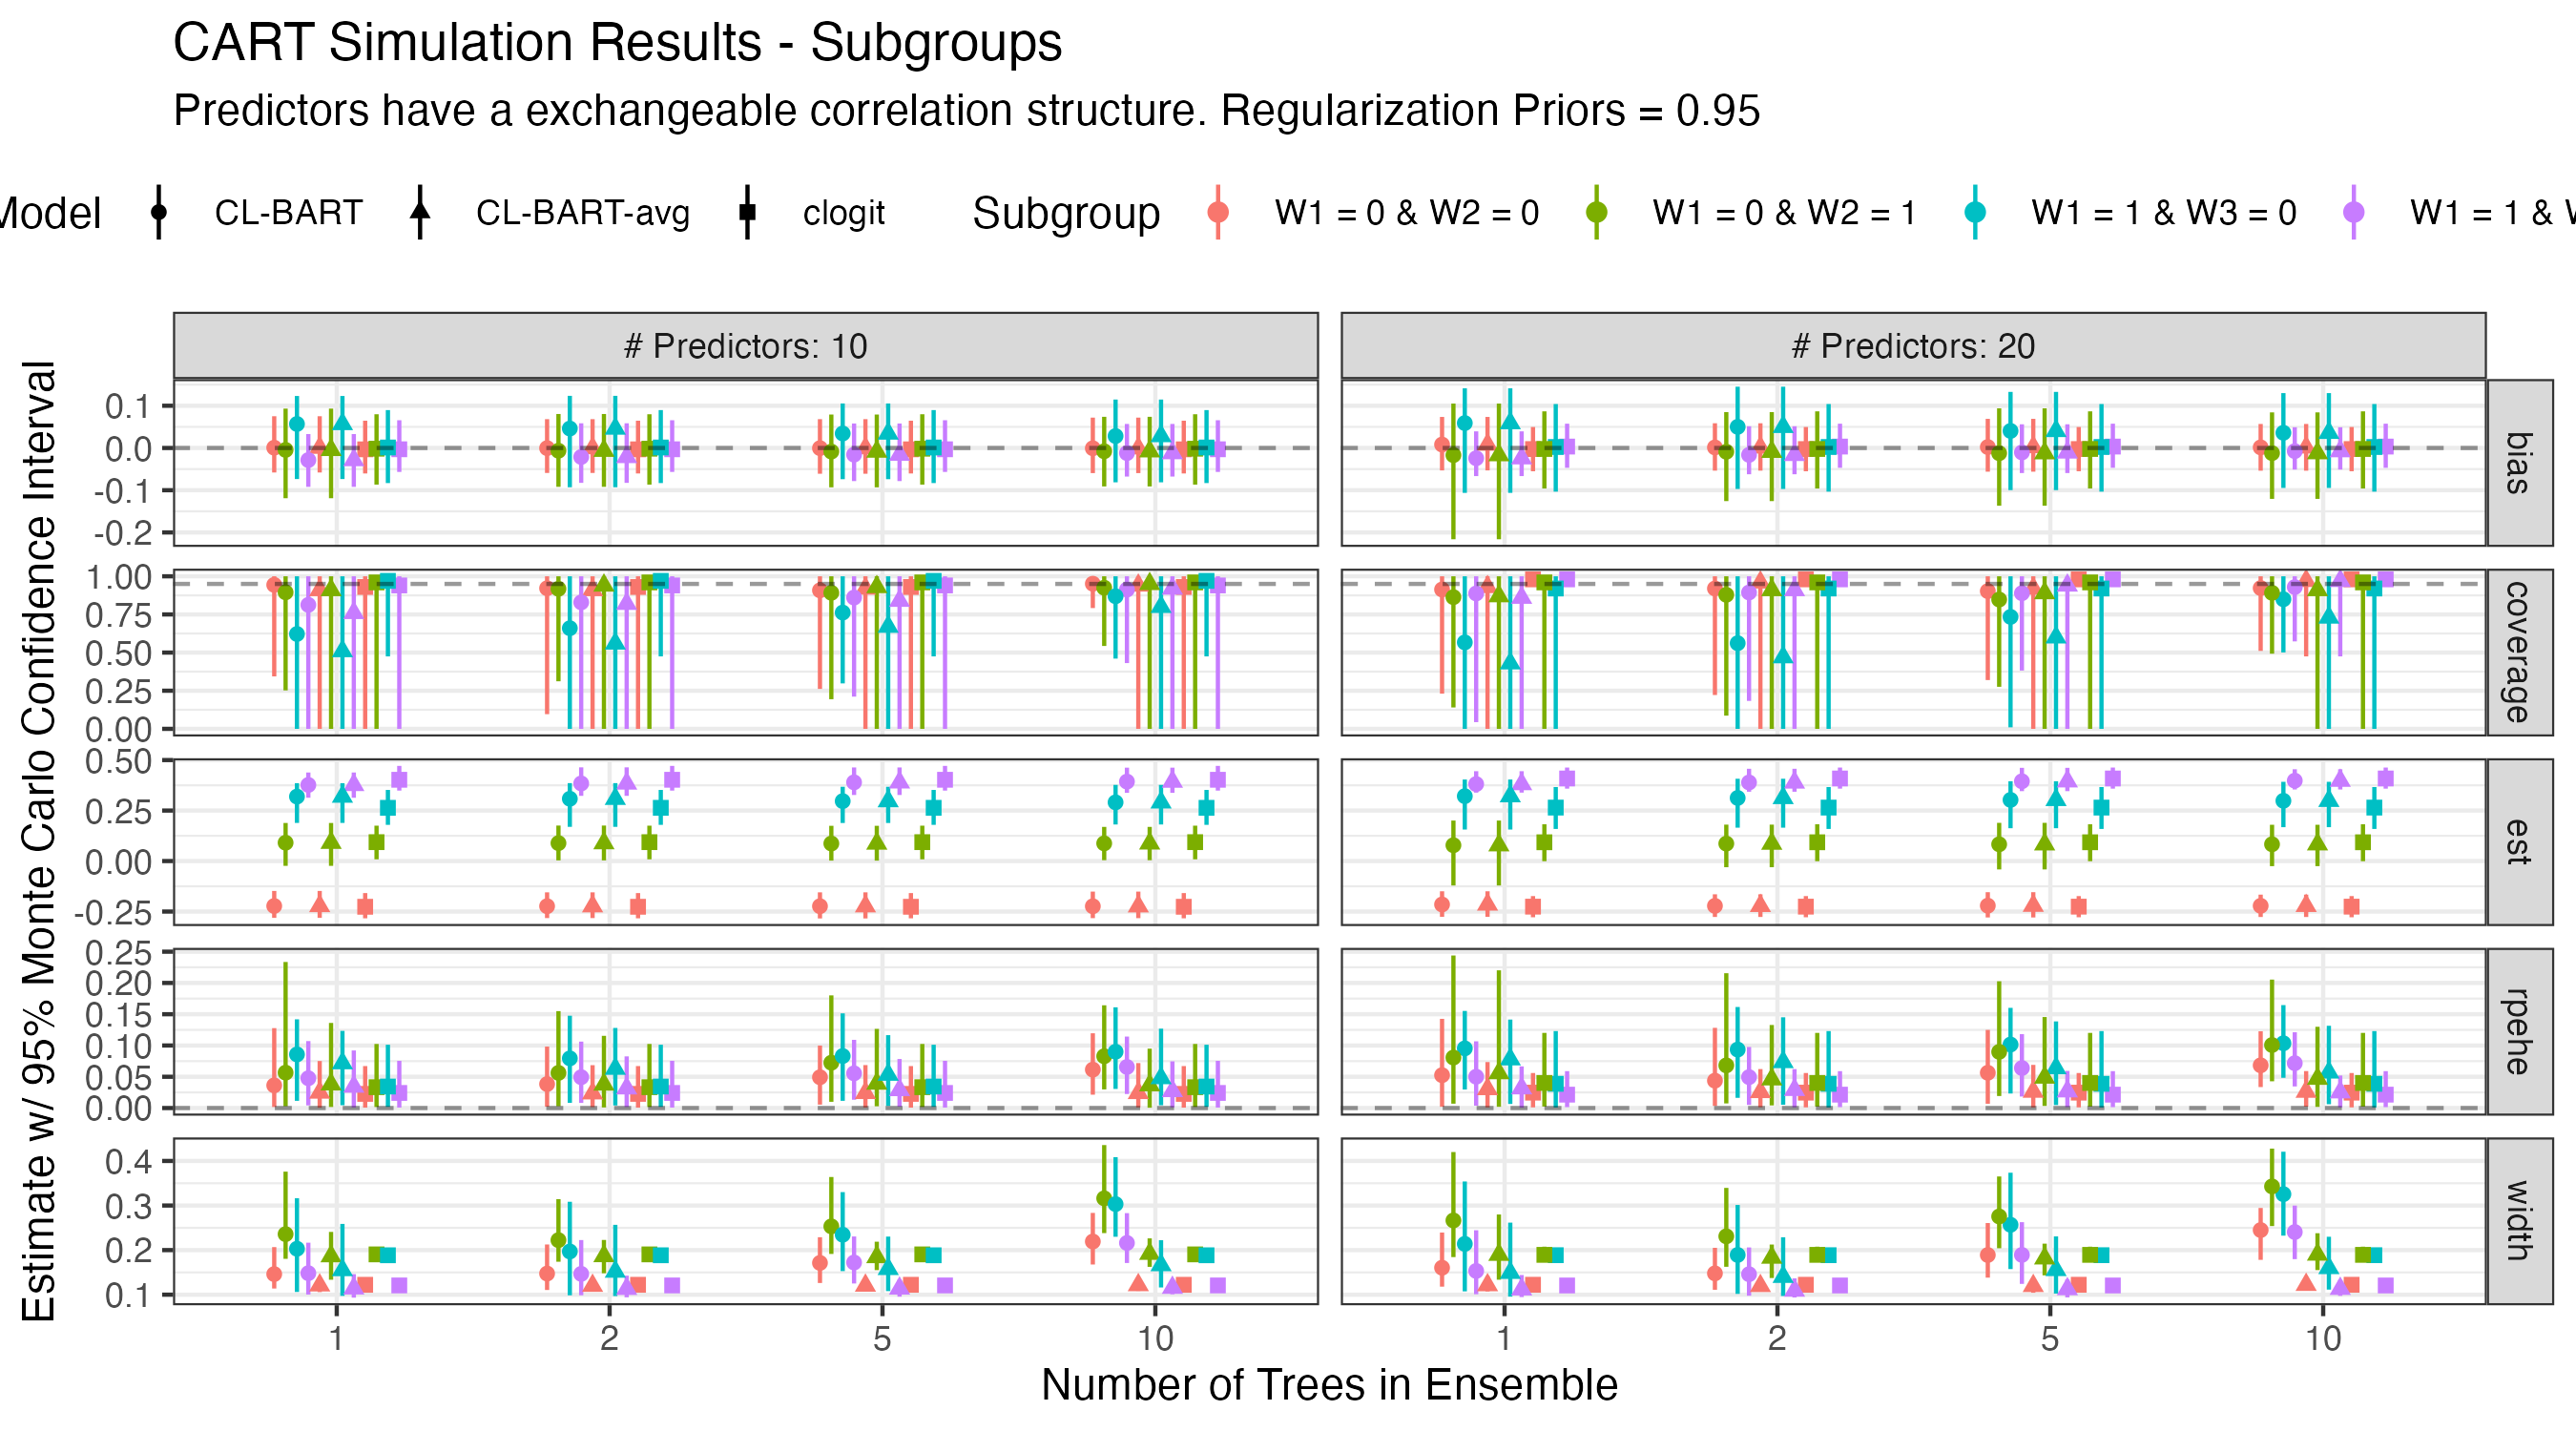 CART Simulation Results - Subgroups
Predictors have a exchangeable correlation structure. Regularization Priors = 0.95
Model CL-BART CL-BART-avg clogit Subgroup W1 = 0 & W2 = 0 W1 = 0 & W2 = 1 W1 = 1 & W3 = 0 W1 = 1 &
# Predictors: 10 # Predictors: 20
Estimate w/ 95% Monte Carlo Confidence Interval
0.1
0.0
-0.1
-0.2
bias
1.00
0.75
0.50
0.25
0.00
coverage
0.50
0.25
0.00
-0.25
est
0.25
0.20
0.15
0.10
0.05
0.00
rpehe
0.4
0.3
0.2
0.1
width
1 2 5 10 1 2 5 10
Number of Trees in Ensemble